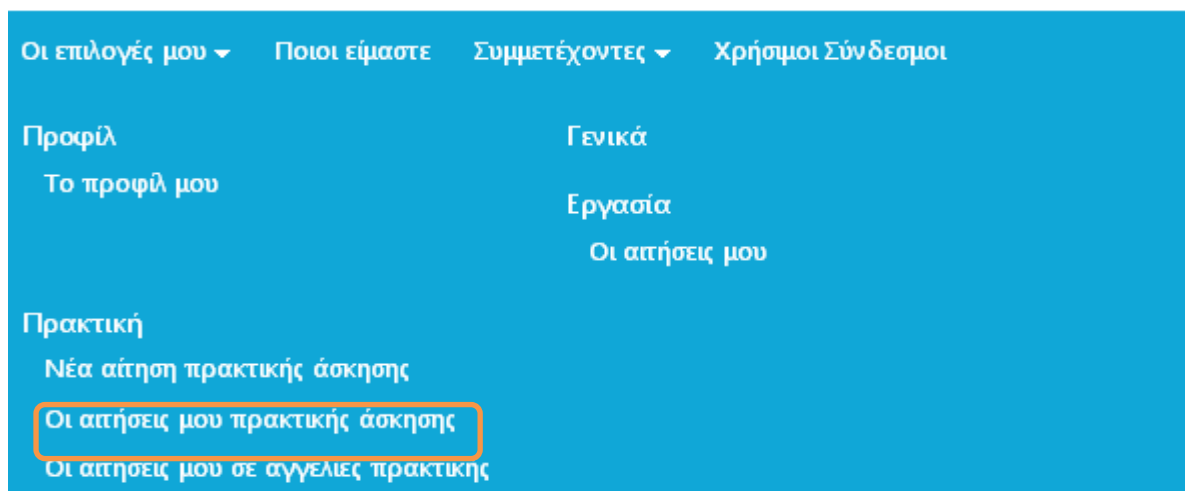 Οι επιλογές μου Ποιοι είμαστε Συμμετέχοντες Χρήσιμοι Σύνδεσμοι
Προφίλ
Το προφίλ μου
Γενικά
Εργασία
Οι αιτήσεις μου
Πρακτική
Νέα αίτηση πρακτικής άσκησης
Οι αιτήσεις μου πρακτικής άσκησης
Οι αιτήσεις μου σε αγγελίες πρακτικής